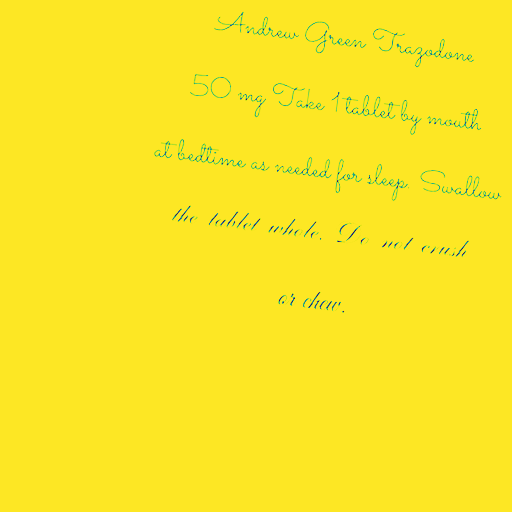 Andrew Green Trazodone
50 mg Take 1 tablet by mouth
at bedtime as needed for sleep. Swallow
the tablet whole. Do not crush
or chew.